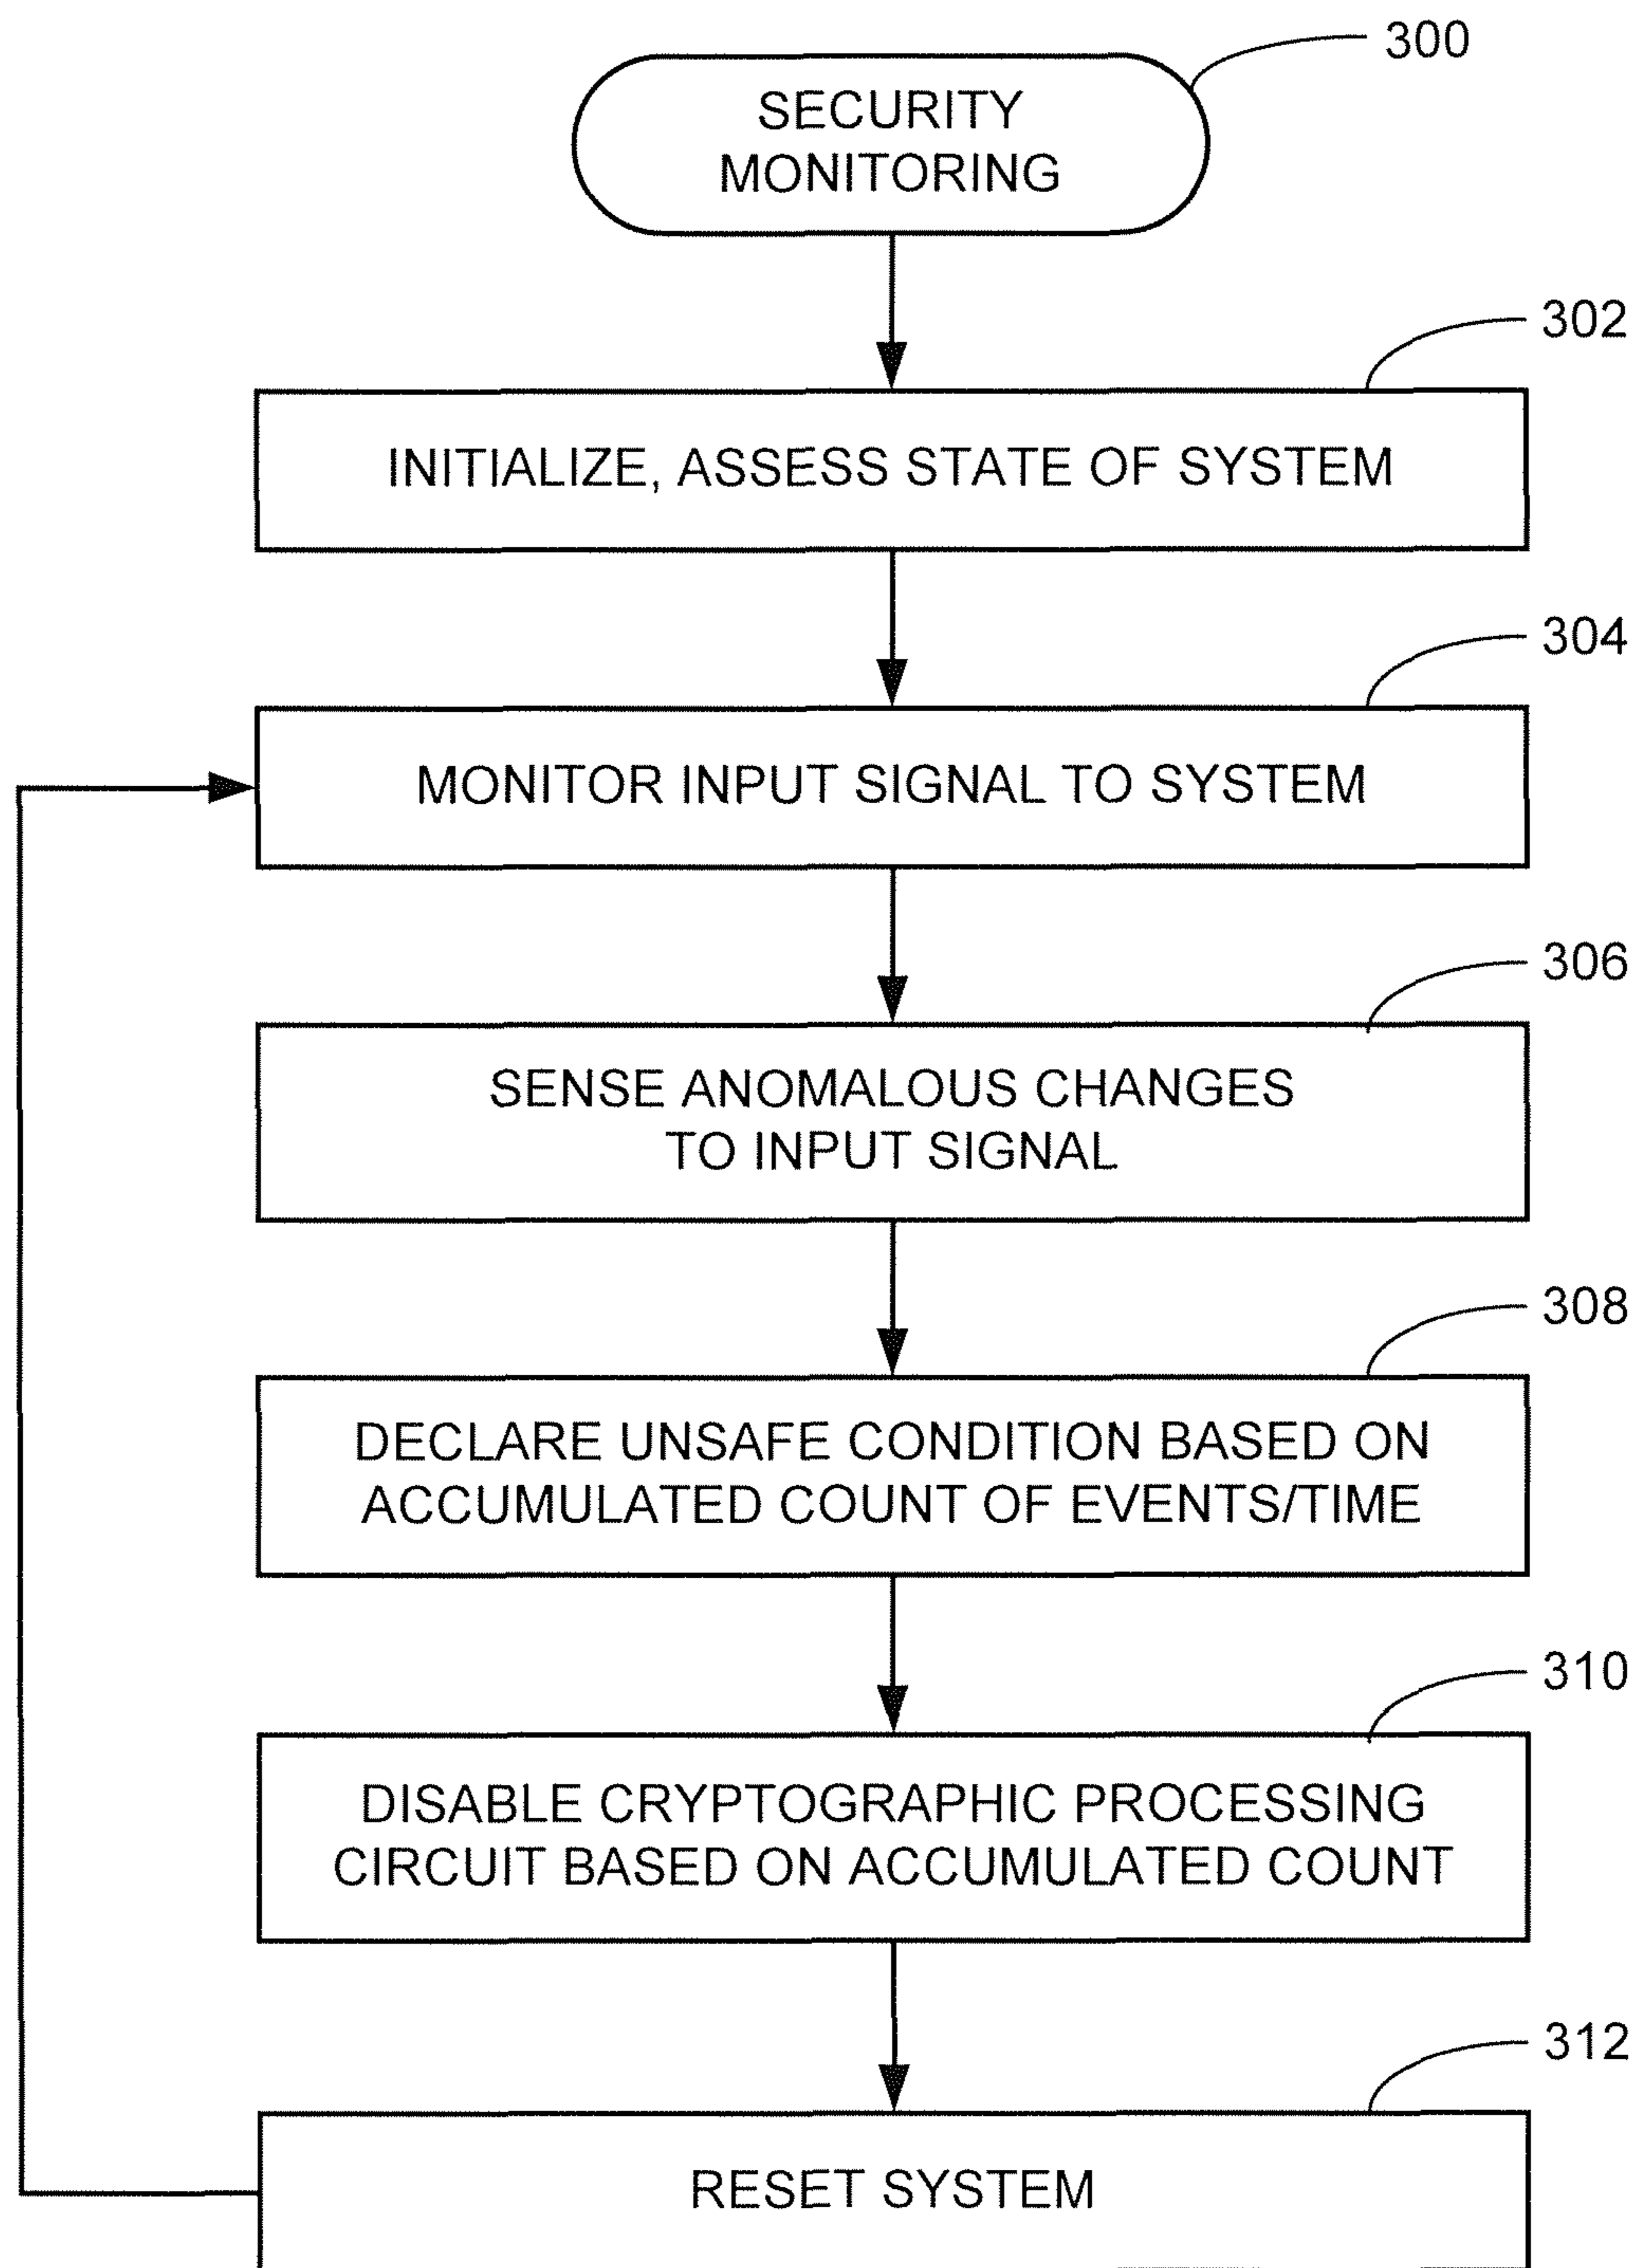 300
SECURITY
MONITORING
302
INITIALIZE, ASSESS STATE OF SYSTEM
304
MONITOR INPUT SIGNAL TO SYSTEM
306
SENSE ANOMALOUS CHANGES
TO INPUT SIGNAL
308
DECLARE UNSAFE CONDITION BASED ON
ACCUMULATED COUNT OF EVENTS/TIME
310
DISABLE CRYPTOGRAPHIC PROCESSING
CIRCUIT BASED ON ACCUMULATED COUNT
312
RESET SYSTEM